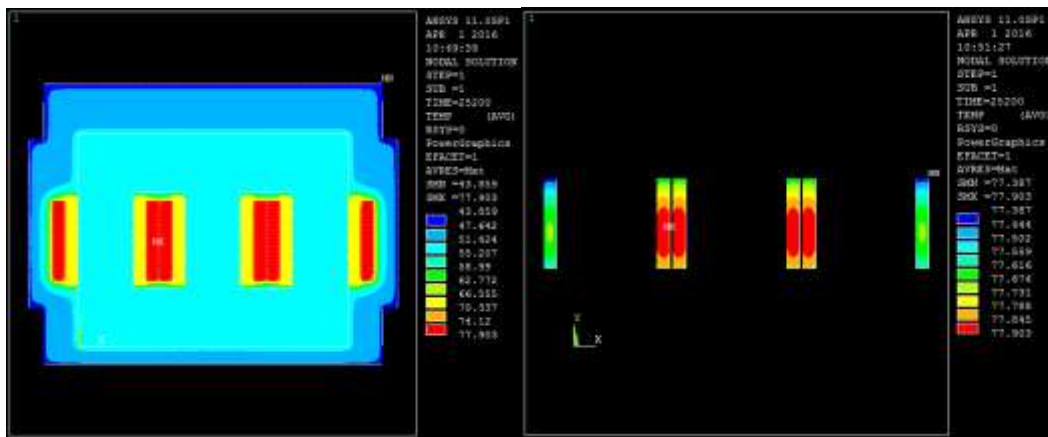 1
ANSYS 11.0SP1
APR 1 2016
NODAL SOLUTION
STEP=1
SUB =1
TIME=25200
TEMP (AVG)
RSYS=0
PowerGraphics
EFACET=1
AVRES=Mat
SMN =43.859
SMX =77.903
43.859
47.642
51.424
55.207
58.99
62.772
66.555
70.337
74.12
77.903
MX
MN
X
1
ANSYS 11.0SP1
APR 1 2016
10:51:27
NODAL SOLUTION
STEP=1
SUB =1
TIME=25200
TEMP (AVG)
RSYS=0
PowerGraphics
EFACET=1
AVRES=Mat
SMN =77.387
SMX =77.903
77.387
77.444
77.502
77.559
77.616
77.674
77.731
77.788
77.845
77.903
MX
MN
Y
X